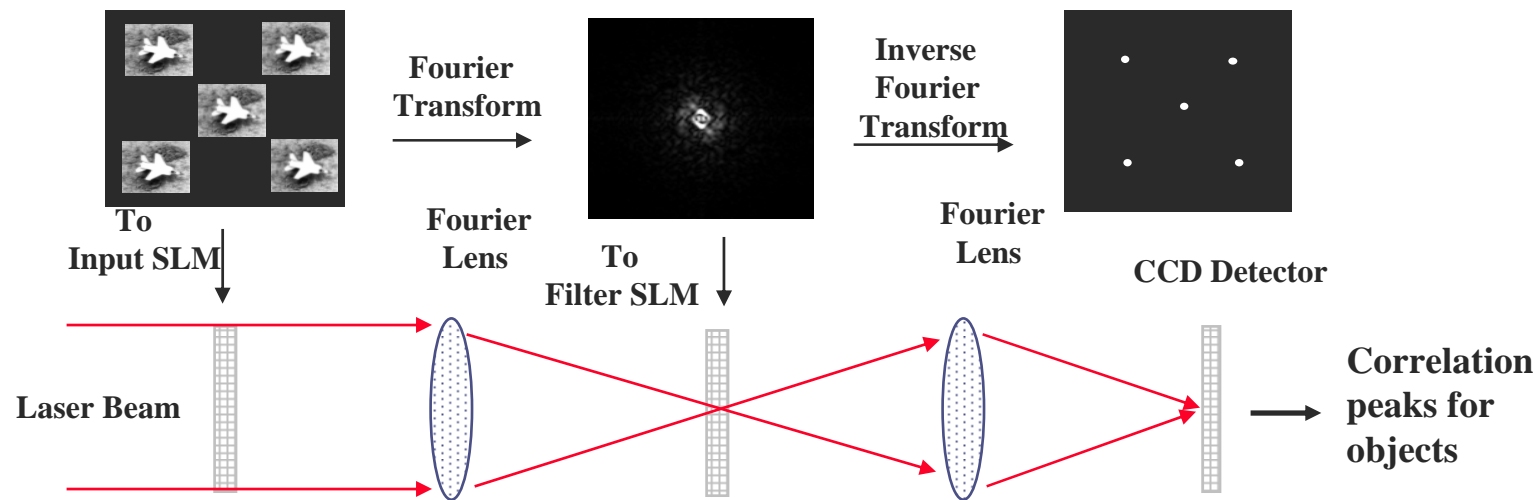 Fourier
Transform
Inverse
Fourier
Transform
To
Input SLM
Fourier
Lens
To
Filter SLM
Fourier
Lens
CCD Detector
Laser Beam
Correlation
peaks for
objects